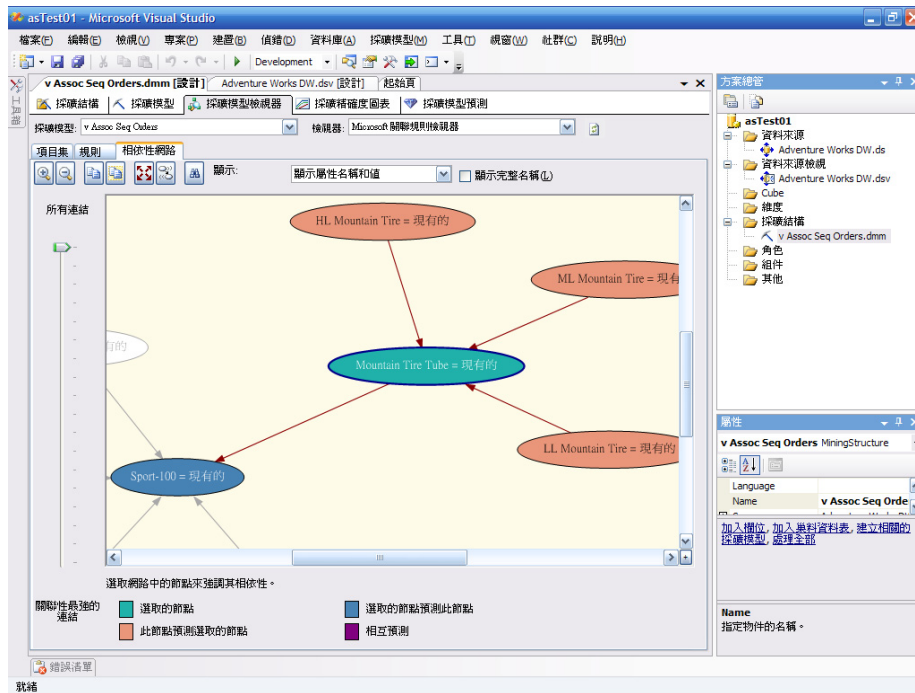 asTest01 - Microsoft Visual Studio
檔案(F) 編輯(E) 檢視(V) 專案(P) 建置(B) 偵錯(D) 資料庫(A) 採礦模型(M) 工具(T) 視窗(W) 社群(C) 說明(H)
Development
v Assoc Seq Orders.dmm [設計] Adventure Works DW.dsv [設計] 起始頁
採礦結構 採礦模型 採礦模型檢視器 採礦精確度圖表 採礦模型預測
採礦模型: v Assoc Seq Orders 檢視器: Microsoft 關聯規則檢視器
項目集 規則 相依性網路
顯示: 顯示屬性名稱和值 顯示完整名稱(L)
所有連結
HL Mountain Tire = 現有的
ML Mountain Tire = 現有
有的
Mountain Tire Tube = 現有的
LL Mountain Tire = 現有的
Sport-100 = 現有的
選取網路中的節點來強調其相依性。
關聯性最強的
連結
選取的節點 選取的節點預測此節點
此節點預測選取的節點 相互預測
錯誤清單
就緒
工具箱
方案總管
asTest01
資料來源
Adventure Works DW.ds
資料來源檢視
Adventure Works DW.dsv
Cube
維度
採礦結構
v Assoc Seq Orders.dmm
角色
組件
其他
屬性
v Assoc Seq Orders MiningStructure
Language
Name v Assoc Seq Orde
加入欄位, 加入巢狀資料表, 建立相關的
採礦模型, 處理全部
Name
指定物件的名稱。